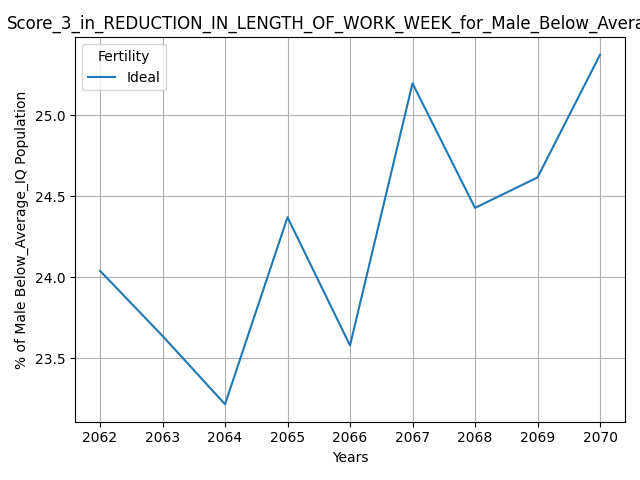 Score_3_in_REDUCTION_IN_LENGTH_OF_WORK_WEEK_for_Male_Below_Avera
Fertility
Ideal
% of Male Below_Average_IQ Population
25.0
24.5
24.0
23.5
2062 2063 2064 2065 2066 2067 2068 2069 2070
Years